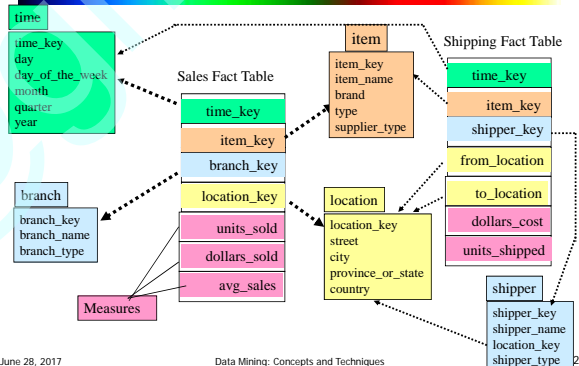 time
time_key
day
day_of_the_week
month
quarter
year
Sales Fact Table
time_key
item_key
branch_key
location_key
units_sold
dollars_sold
avg_sales
Measures
branch
branch_key
branch_name
branch_type
item
item_key
item_name
brand
type
supplier_type
location
location_key
street
city
province_or_state
country
Shipping Fact Table
time_key
item_key
shipper_key
from_location
to_location
dollars_cost
units_shipped
shipper
shipper_key
shipper_name
location_key
shipper_type
June 28, 2017
Data Mining: Concepts and Techniques
2